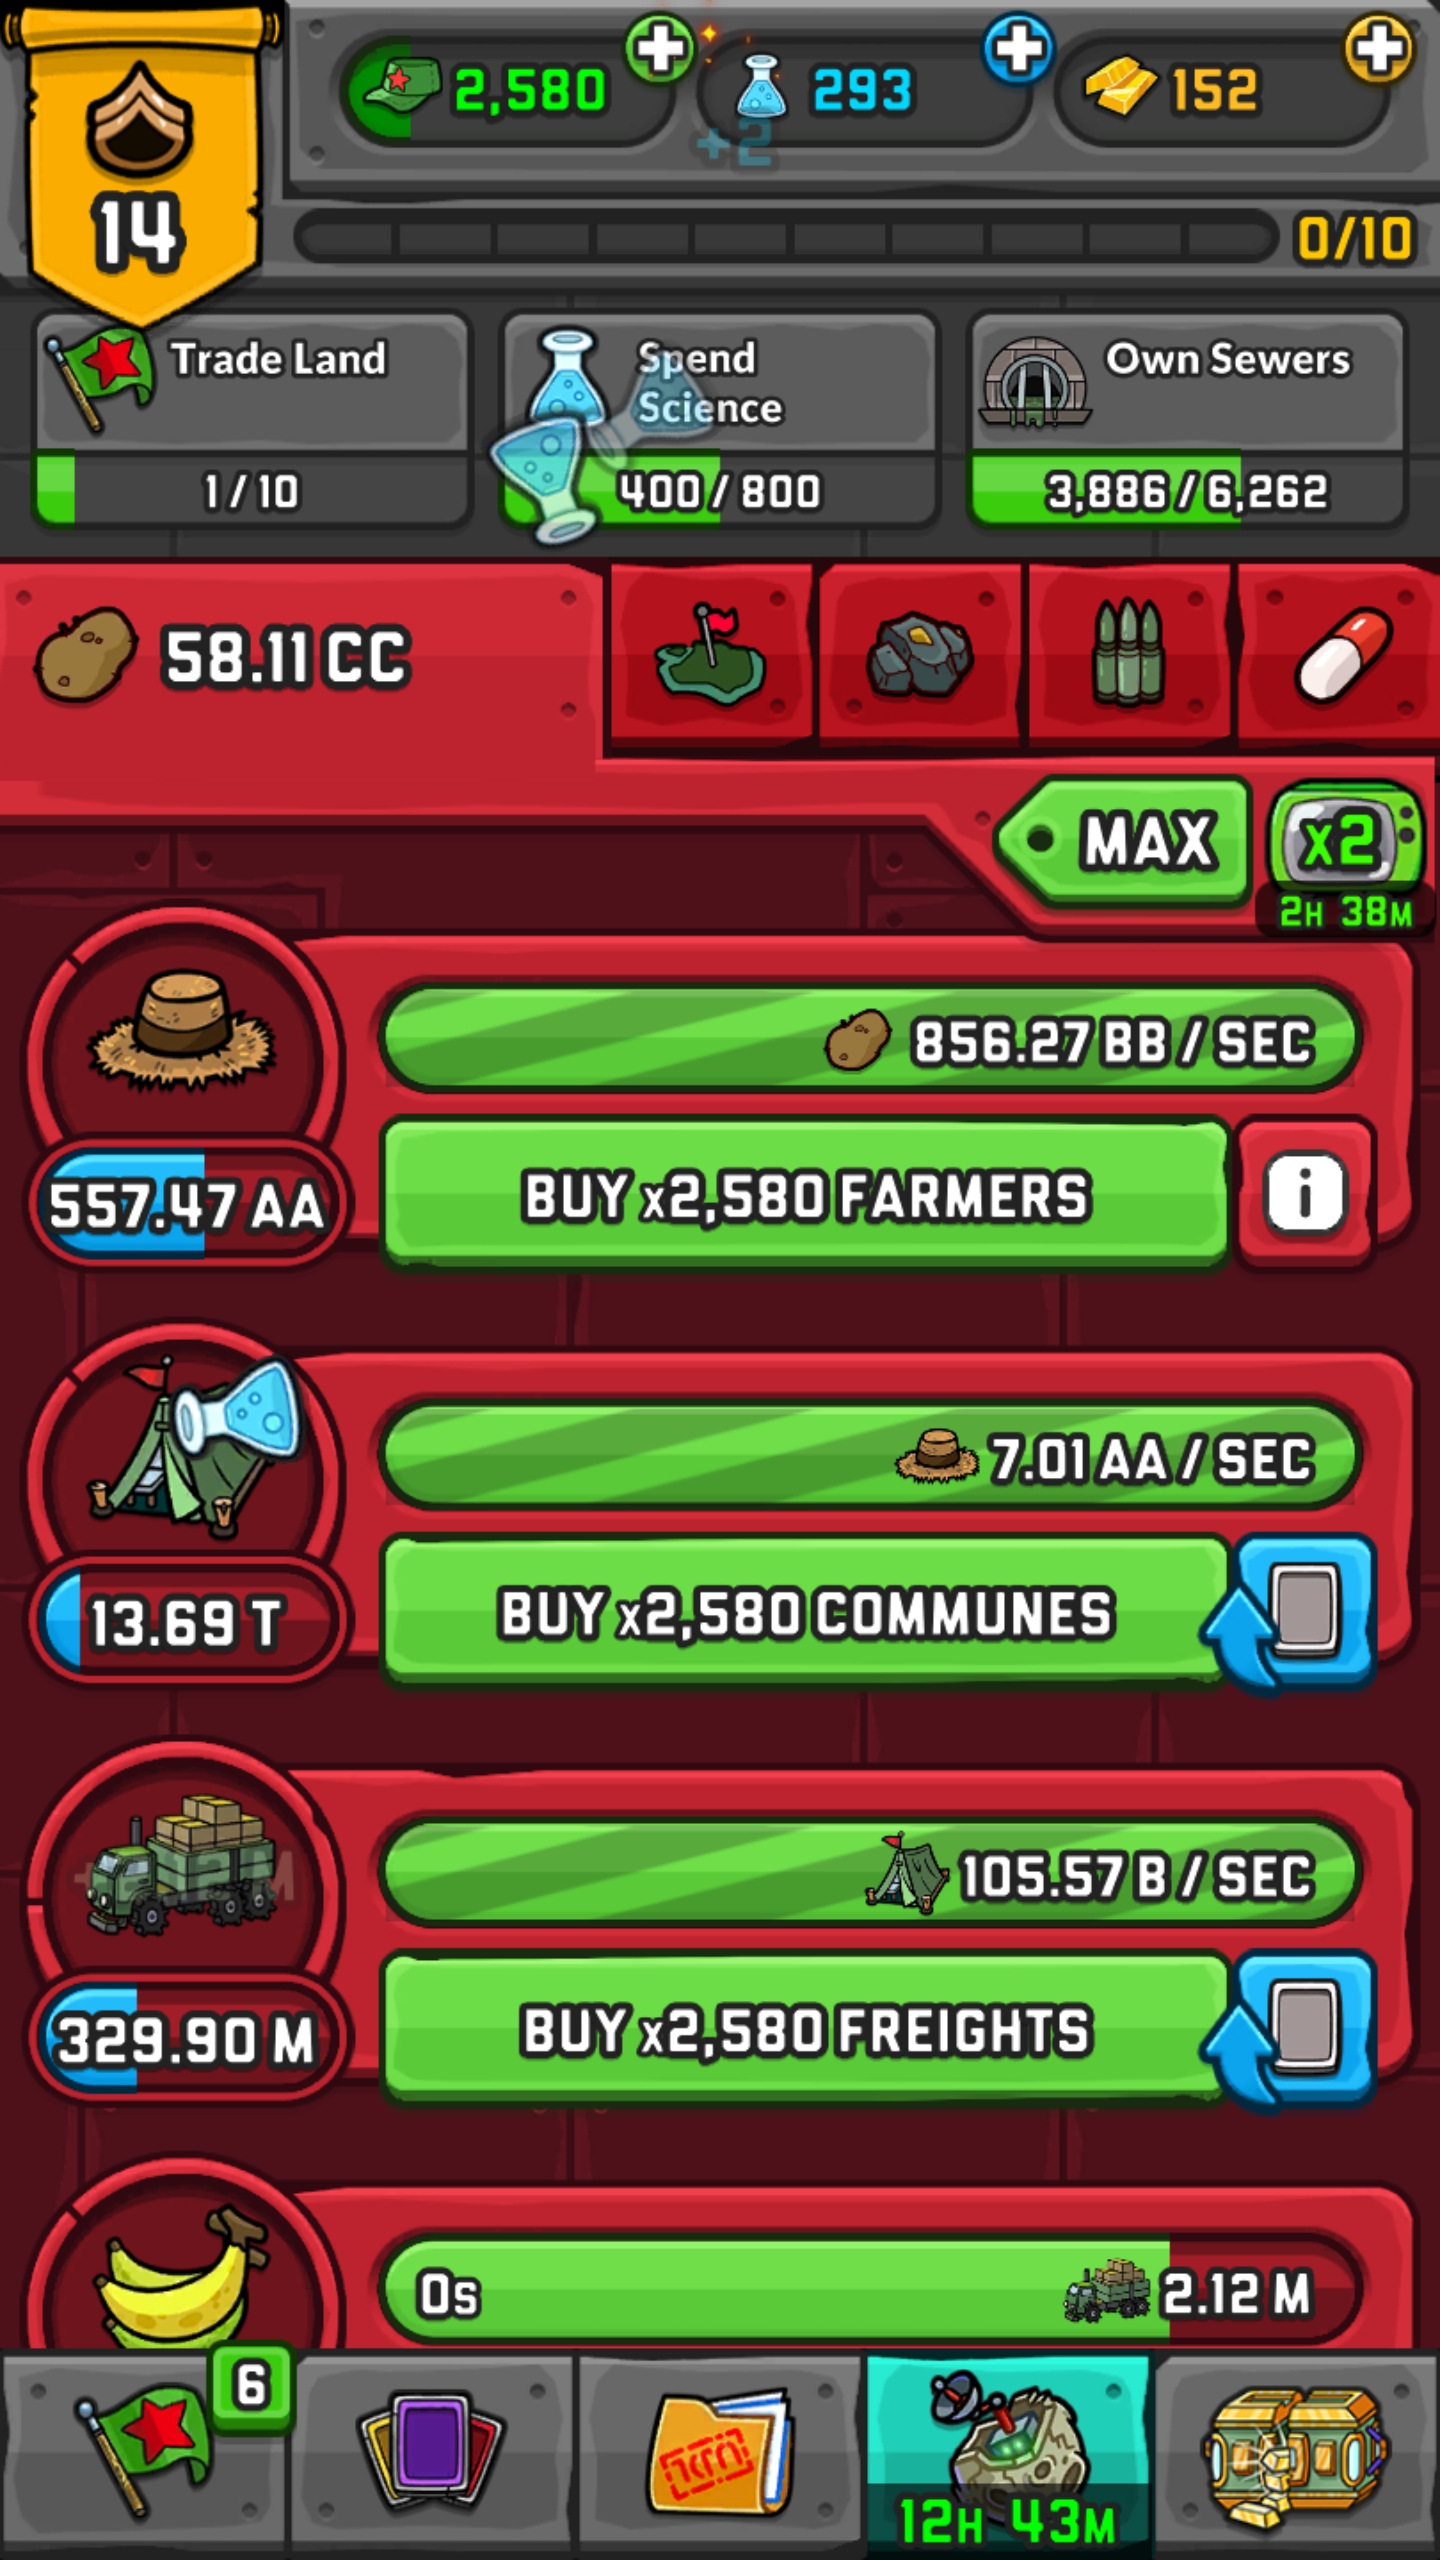 2,580
293
152
+2
14
0/10
Trade Land
Spend
Science
Own Sewers
1/10
400/800
3,886/6,262
58.11 CC
MAX
x2
2H 38M
856.27 BB / SEC
557.47 AA
BUY x2,580 FARMERS
i
7.01 AA / SEC
13.69 T
BUY x2,580 COMMUNES
105.57 B / SEC
329.90 M
BUY x2,580 FREIGHTS
0s
2.12 M
6
12H 43M